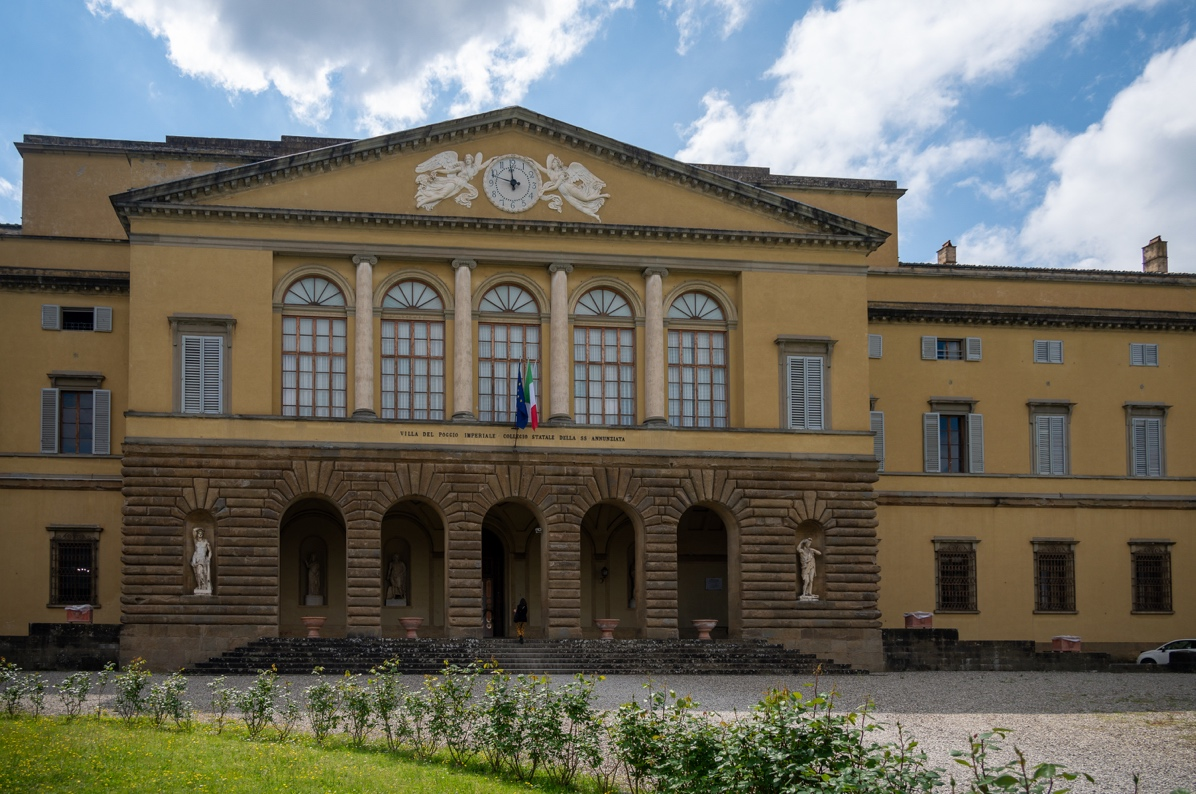 VILLA DEL POGGIO IMPERIALE COLLEGIO STATALE DELLA SS ANNUNZIATA